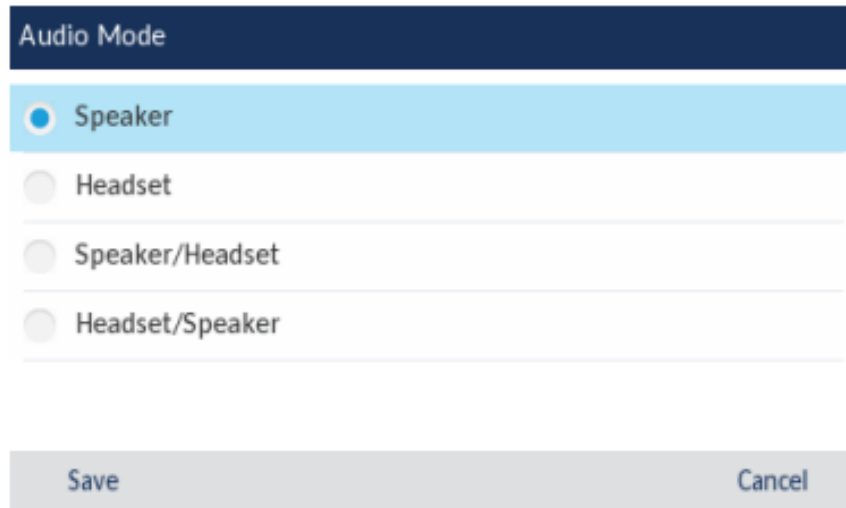 Audio Mode
Speaker
Headset
Speaker/Headset
Headset/Speaker
Save Cancel